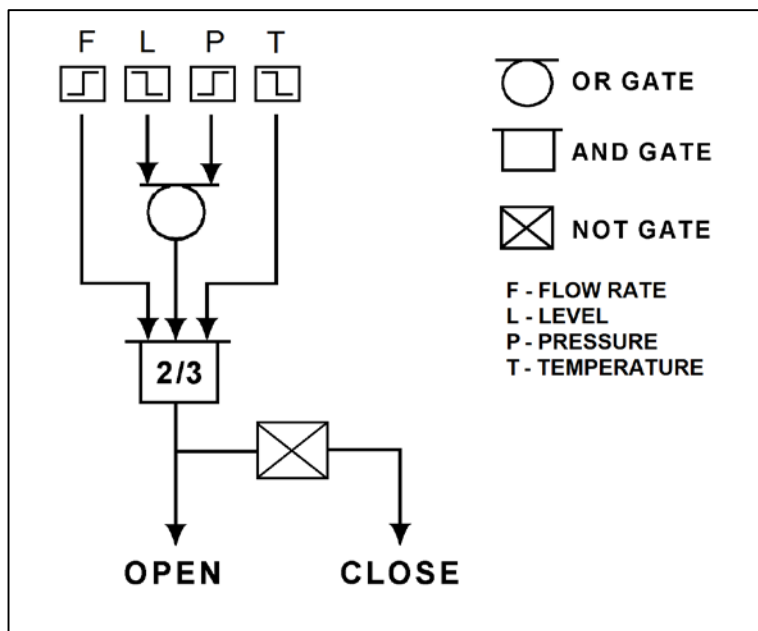 F L P T
OR GATE
AND GATE
NOT GATE
F - FLOW RATE
L - LEVEL
P - PRESSURE
T - TEMPERATURE
2/3
OPEN CLOSE